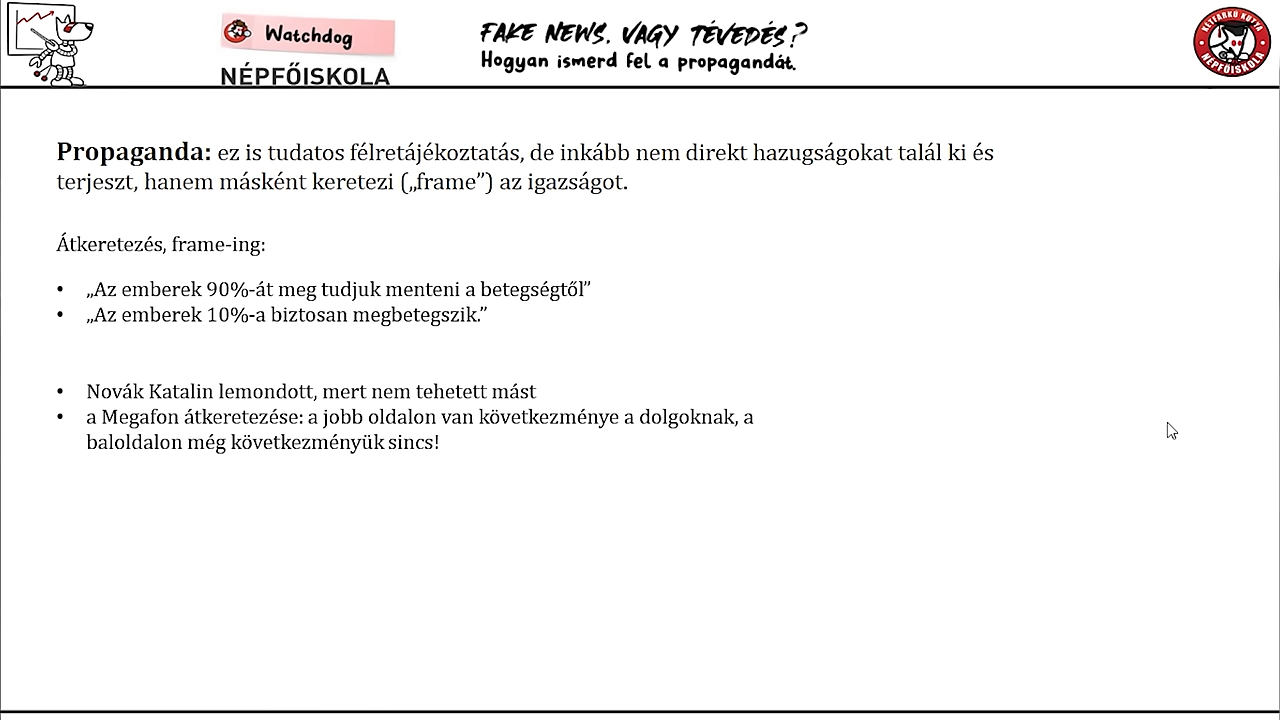 Watchdog
NÉPFŐISKOLA
FAKE NEWS, VAGY TÉVEDÉS?
Hogyan ismerd fel a propagandát.
KÉTFARKÚ KUTYA
NÉPFŐISKOLA
Propaganda: ez is tudatos félretájékoztatás, de inkább nem direkt hazugságokat talál ki és
terjeszt, hanem másként keretezi („frame”) az igazságot.
Átkeretezés, frame-ing:
• „Az emberek 90%-át meg tudjuk menteni a betegségtől”
• „Az emberek 10%-a biztosan megbetegszik.”
• Novák Katalin lemondott, mert nem tehetett mást
• a Megafon átkeretezése: a jobb oldalon van következménye a dolgoknak, a
baloldalon még következményük sincs!